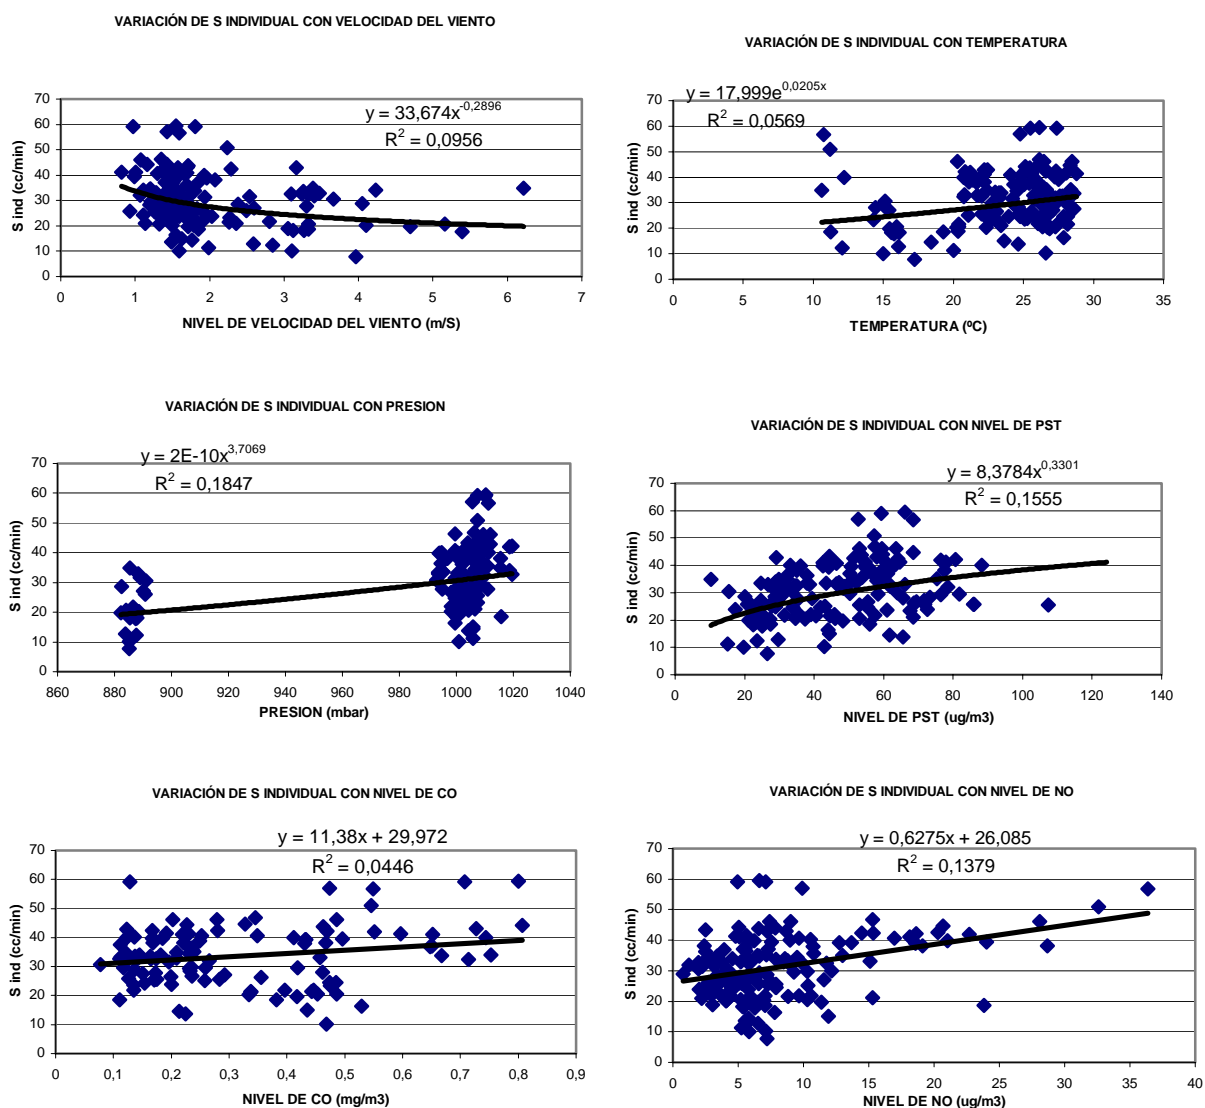 VARIACIÓN DE S INDIVIDUAL CON VELOCIDAD DEL VIENTO
y = 33,674x^-0,2896
R² = 0,0956
S ind (cc/min)
70
60
50
40
30
20
10
0
0 1 2 3 4 5 6 7
NIVEL DE VELOCIDAD DEL VIENTO (m/S)
VARIACIÓN DE S INDIVIDUAL CON TEMPERATURA
y = 17,999e^0,0205x
R² = 0,0569
S ind (cc/min)
70
60
50
40
30
20
10
0
0 5 10 15 20 25 30 35
TEMPERATURA (ºC)
VARIACIÓN DE S INDIVIDUAL CON PRESION
y = 2E-10x^3,7069
R² = 0,1847
S ind (cc/min)
70
60
50
40
30
20
10
0
860 880 900 920 940 960 980 1000 1020 1040
PRESION (mbar)
VARIACIÓN DE S INDIVIDUAL CON NIVEL DE PST
y = 8,3784x^0,3301
R² = 0,1555
S ind (cc/min)
70
60
50
40
30
20
10
0
0 20 40 60 80 100 120 140
NIVEL DE PST (ug/m3)
VARIACIÓN DE S INDIVIDUAL CON NIVEL DE CO
y = 11,38x + 29,972
R² = 0,0446
S ind (cc/min)
70
60
50
40
30
20
10
0
0 0,1 0,2 0,3 0,4 0,5 0,6 0,7 0,8 0,9
NIVEL DE CO (mg/m3)
VARIACIÓN DE S INDIVIDUAL CON NIVEL DE NO
y = 0,6275x + 26,085
R² = 0,1379
S ind (cc/min)
70
60
50
40
30
20
10
0
0 5 10 15 20 25 30 35 40
NIVEL DE NO (ug/m3)